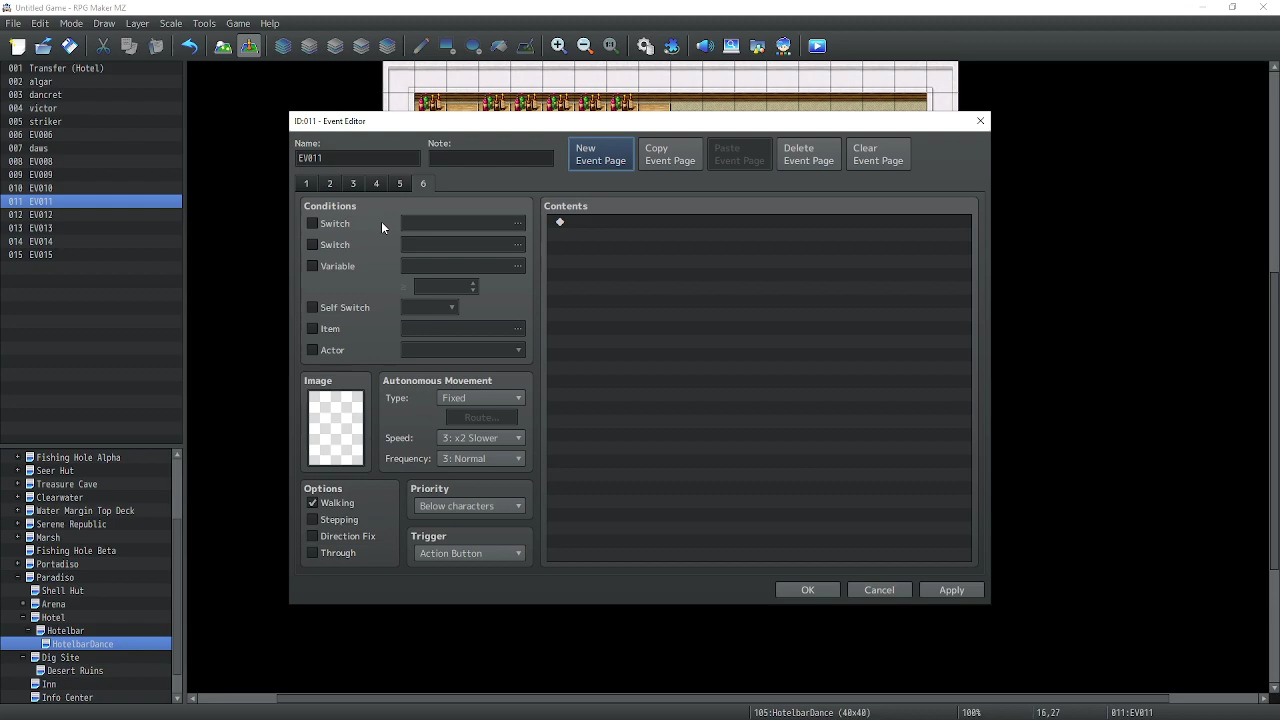 Untitled Game - RPG Maker MZ
File Edit Mode Draw Layer Scale Tools Game Help
001 Transfer (Hotel)
002 algar
003 dancret
004 victor
005 striker
006 EV006
007 daws
008 EV008
009 EV009
010 EV010
011 EV011
012 EV012
013 EV013
014 EV014
015 EV015
Fishing Hole Alpha
Seer Hut
Treasure Cave
Clearwater
Water Margin Top Deck
Serene Republic
Marsh
Fishing Hole Beta
Portadiso
Paradiso
Shell Hut
Arena
Hotel
Hotelbar
HotelbarDance
Dig Site
Desert Ruins
Inn
Info Center
ID:011 - Event Editor
Name:
EV011
Note:
New Event Page
Copy Event Page
Paste Event Page
Delete Event Page
Clear Event Page
1 2 3 4 5 6
Conditions
Switch ...
Switch ...
Variable ...
≥
Self Switch
Item ...
Actor
Image
Autonomous Movement
Type: Fixed
Route...
Speed: 3: x2 Slower
Frequency: 3: Normal
Options
Walking
Stepping
Direction Fix
Through
Priority
Below characters
Trigger
Action Button
Contents
OK Cancel Apply
105:HotelbarDance (40x40) 100% 16,27 011:EV011